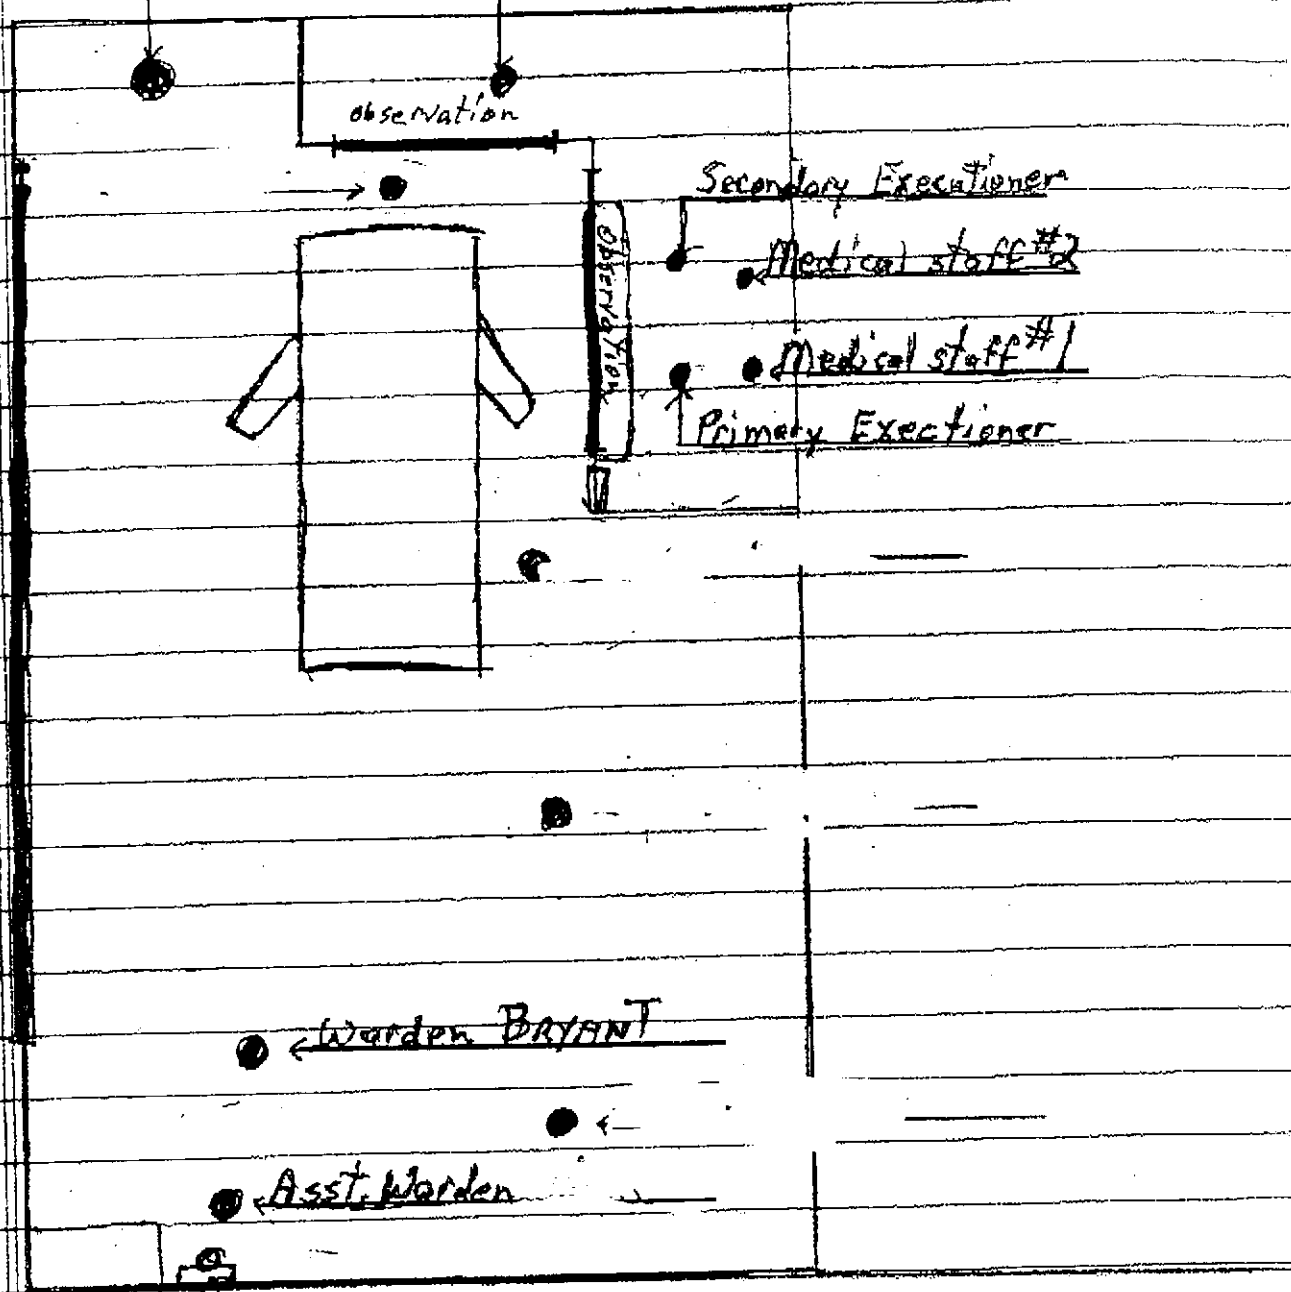 observation
Secondary Executioner
Observation
Medical staff #2
Medical staff #1
Primary Exectioner
Warden BRYANT
Asst. Warden